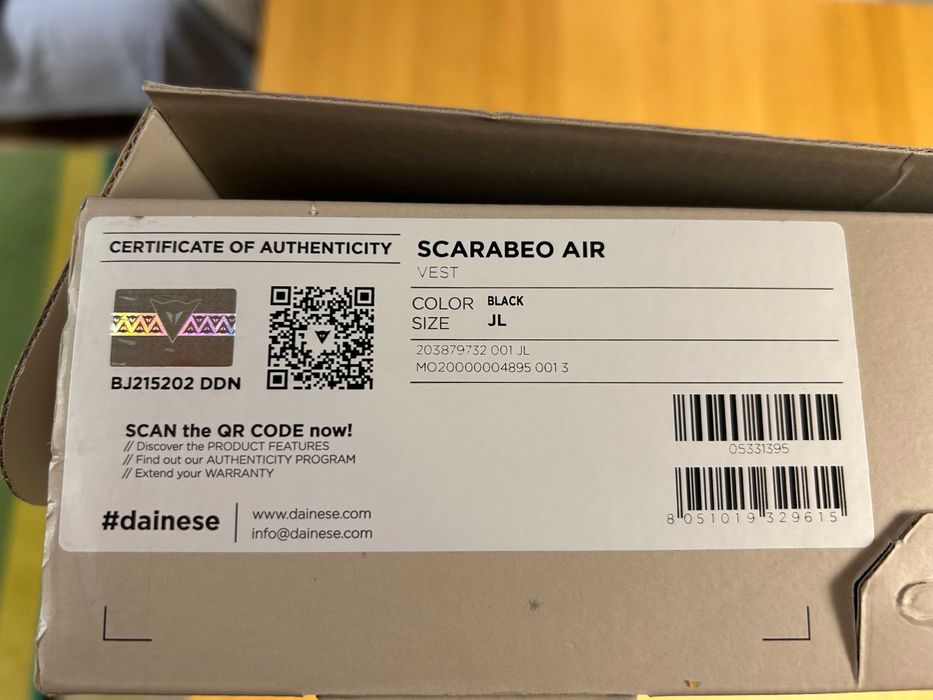 CERTIFICATE OF AUTHENTICITY
BJ215202 DDN
SCAN the QR CODE now!
// Discover the PRODUCT FEATURES
// Find out our AUTHENTICITY PROGRAM
// Extend your WARRANTY
#dainese
www.dainese.com
info@dainese.com
SCARABEO AIR
VEST
COLOR BLACK
SIZE JL
203879732 001 JL
MO20000004895 001 3
05331395
8 051019 329615